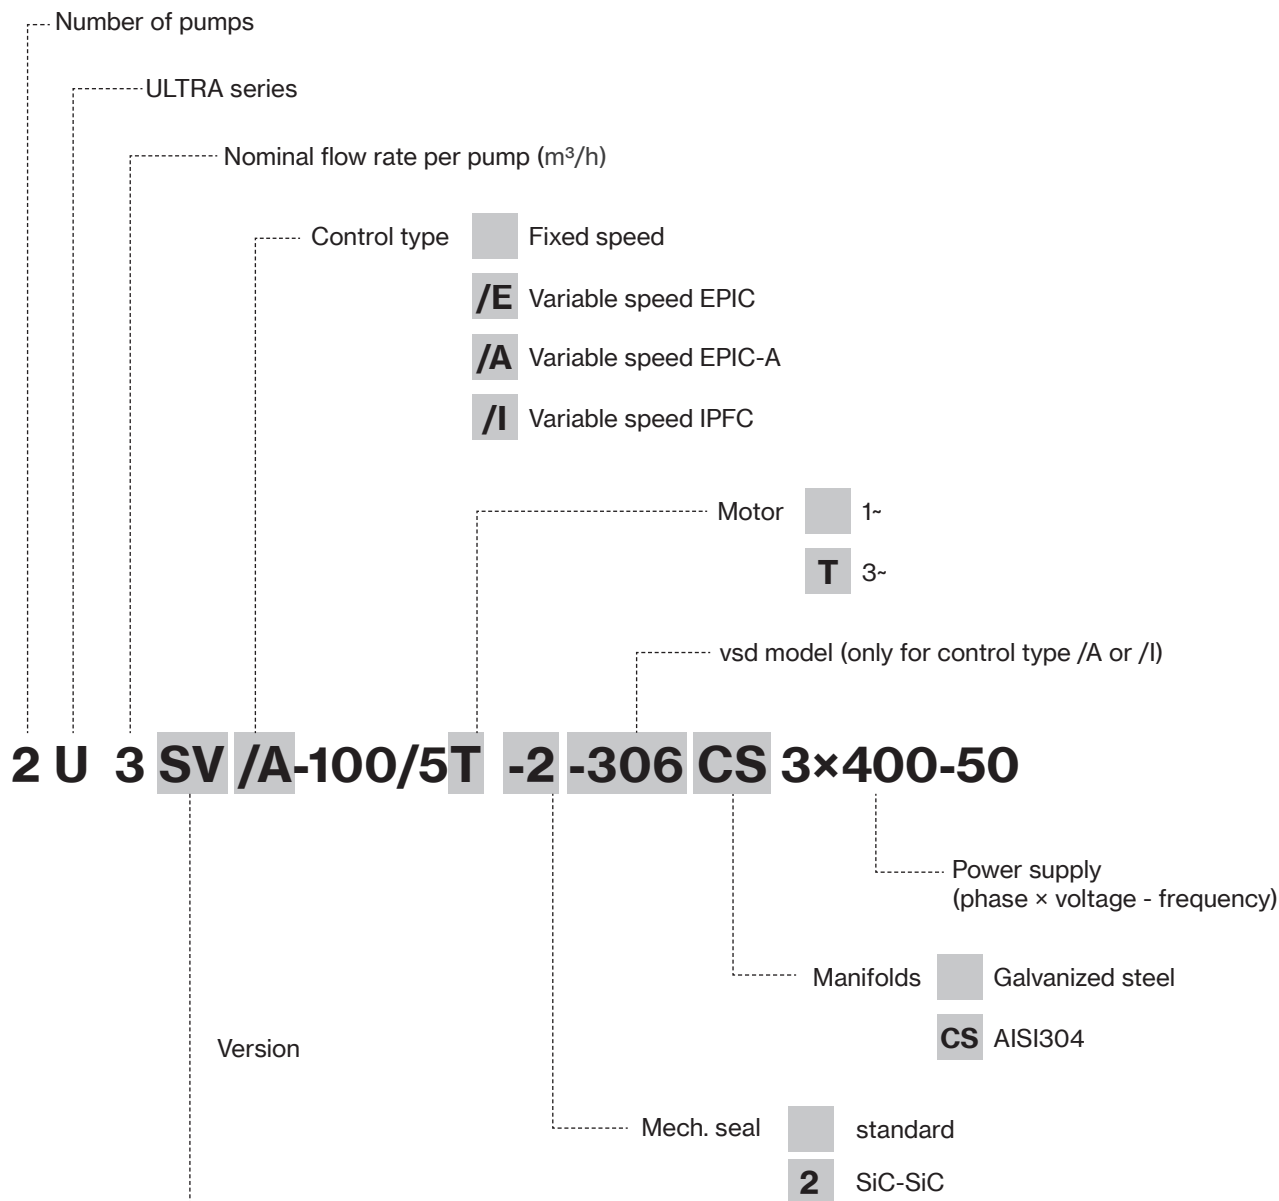 Number of pumps
ULTRA series
Nominal flow rate per pump (m³/h)
Control type Fixed speed
/E Variable speed EPIC
/A Variable speed EPIC-A
/I Variable speed IPFC
Motor 1~
T 3~
vsd model (only for control type /A or /I)
2 U 3 SV /A-100/5T -2 -306 CS 3×400-50
Power supply
(phase × voltage - frequency)
Manifolds Galvanized steel
CS AISI304
Version
Mech. seal standard
2 SiC-SiC